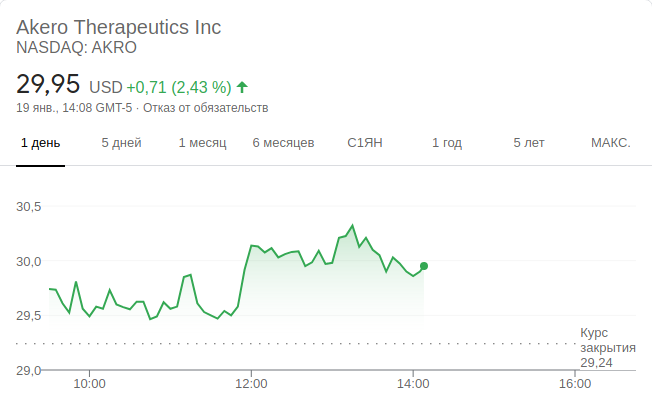 Akero Therapeutics Inc
NASDAQ: AKRO
29,95 USD +0,71 (2,43 %)
19 янв., 14:08 GMT-5 · Отказ от обязательств
1 день 5 дней 1 месяц 6 месяцев С1ЯН 1 год 5 лет МАКС.
30,5
30,0
29,5
Курс
закрытия
29,24
29,0
10:00 12:00 14:00 16:00